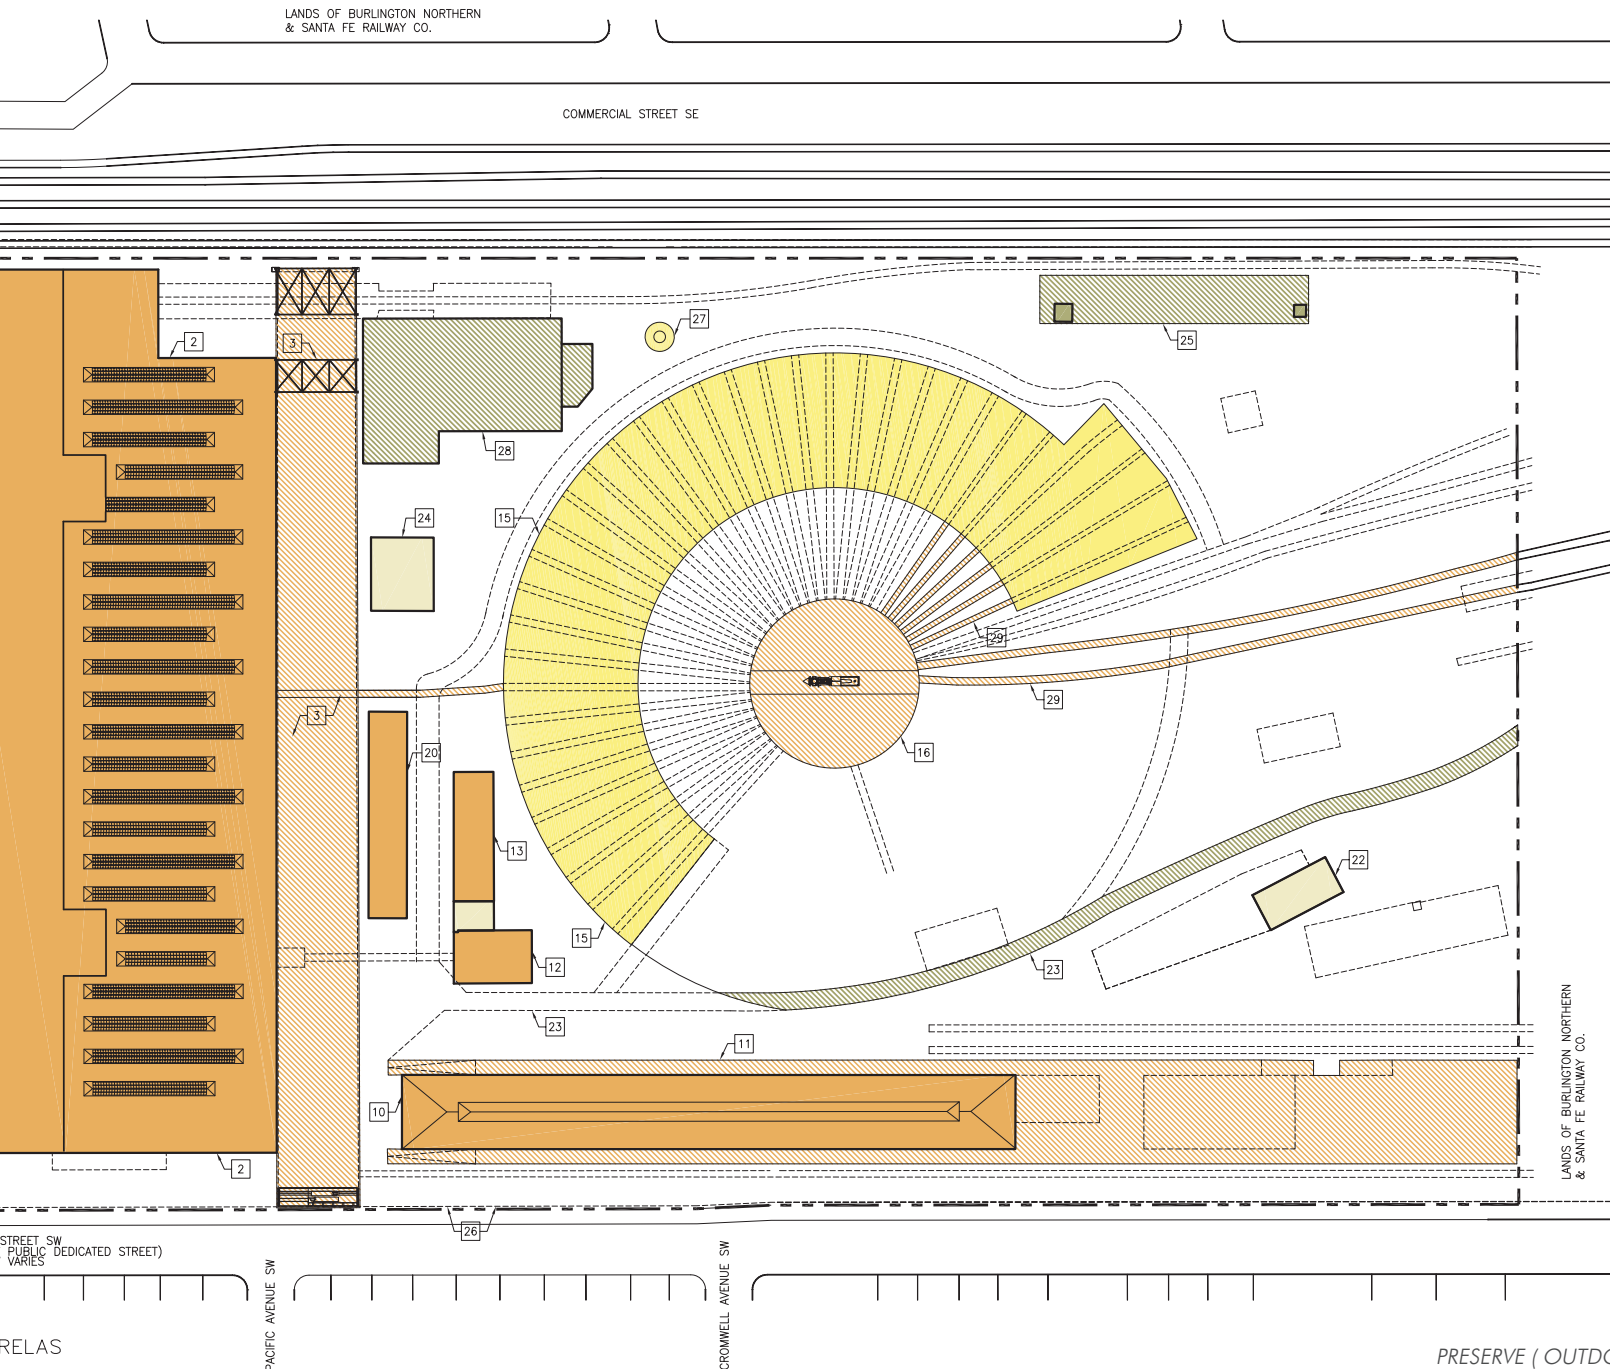 LANDS OF BURLINGTON NORTHERN
& SANTA FE RAILWAY CO.
COMMERCIAL STREET SE
2
3
27
25
28
24
15
29
29
3
16
20
13
22
15
12
23
23
11
10
2
26
LANDS OF BURLINGTON NORTHERN
& SANTA FE RAILWAY CO.
STREET SW
PUBLIC DEDICATED STREET)
VARIES
PACIFIC AVENUE SW
CROMWELL AVENUE SW
RELAS
PRESERVE ( OUTDO